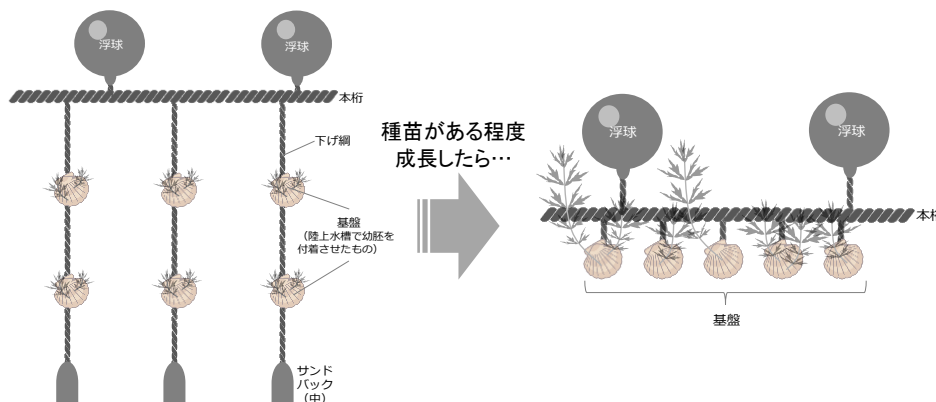 浮球
浮球
本桁
下げ綱
基盤
（陸上水槽で幼胚を
付着させたもの）
サンド
バック
（中）
種苗がある程度
成長したら…
浮球
浮球
本桁
基盤